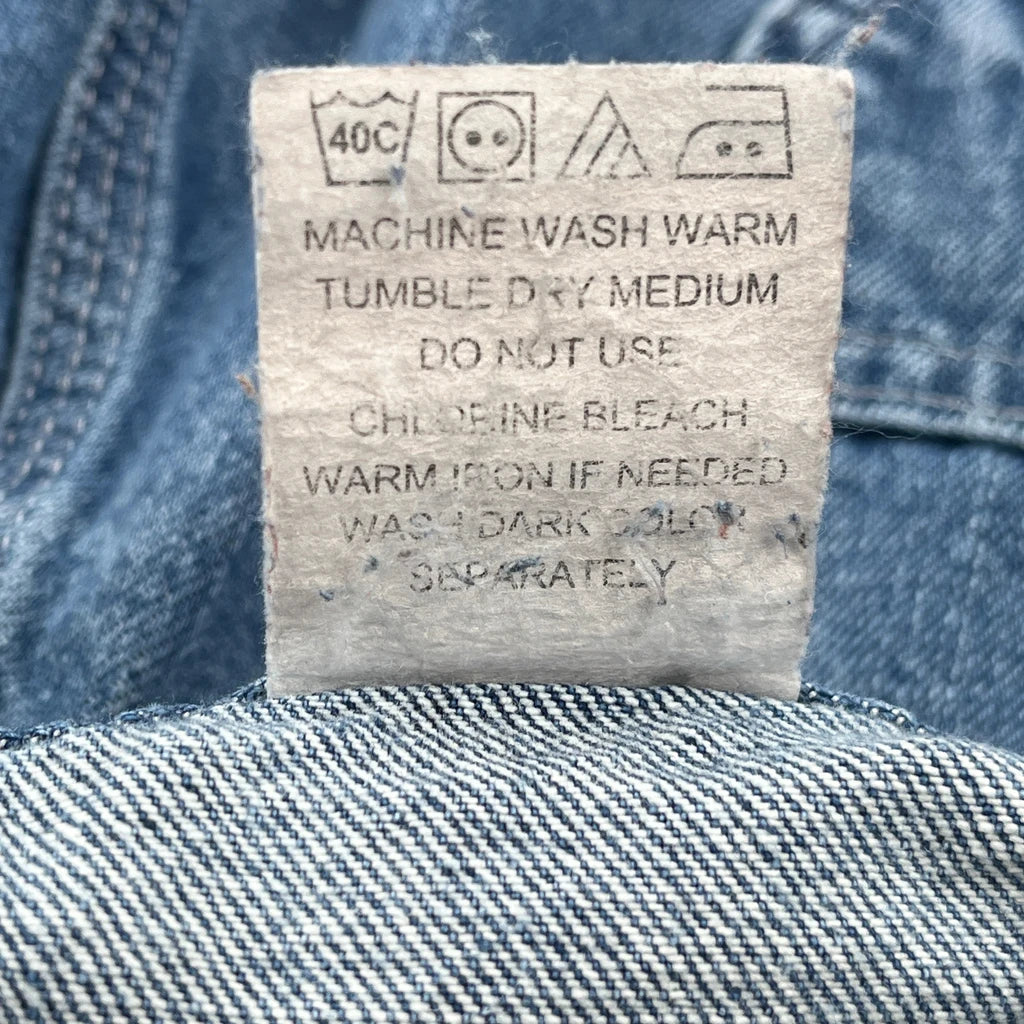 40C
MACHINE WASH WARM
TUMBLE DRY MEDIUM
DO NOT USE
CHLORINE BLEACH
WARM IRON IF NEEDED
WASH DARK COLOR
SEPARATELY